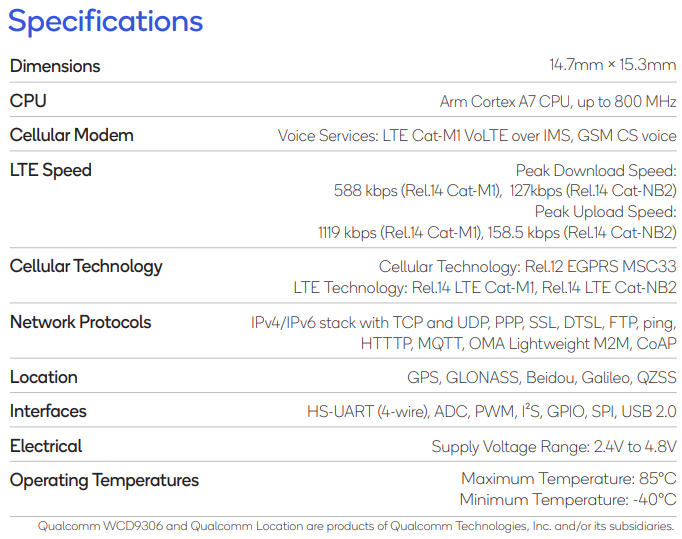 Specifications
Dimensions 14.7mm × 15.3mm
CPU Arm Cortex A7 CPU, up to 800 MHz
Cellular Modem Voice Services: LTE Cat-M1 VoLTE over IMS, GSM CS voice
LTE Speed Peak Download Speed:
588 kbps (Rel.14 Cat-M1), 127kbps (Rel.14 Cat-NB2)
Peak Upload Speed:
1119 kbps (Rel.14 Cat-M1), 158.5 kbps (Rel.14 Cat-NB2)
Cellular Technology Cellular Technology: Rel.12 EGPRS MSC33
LTE Technology: Rel.14 LTE Cat-M1, Rel.14 LTE Cat-NB2
Network Protocols IPv4/IPv6 stack with TCP and UDP, PPP, SSL, DTSL, FTP, ping,
HTTTP, MQTT, OMA Lightweight M2M, CoAP
Location GPS, GLONASS, Beidou, Galileo, QZSS
Interfaces HS-UART (4-wire), ADC, PWM, I²S, GPIO, SPI, USB 2.0
Electrical Supply Voltage Range: 2.4V to 4.8V
Operating Temperatures Maximum Temperature: 85°C
Minimum Temperature: -40°C
Qualcomm WCD9306 and Qualcomm Location are products of Qualcomm Technologies, Inc. and/or its subsidiaries.